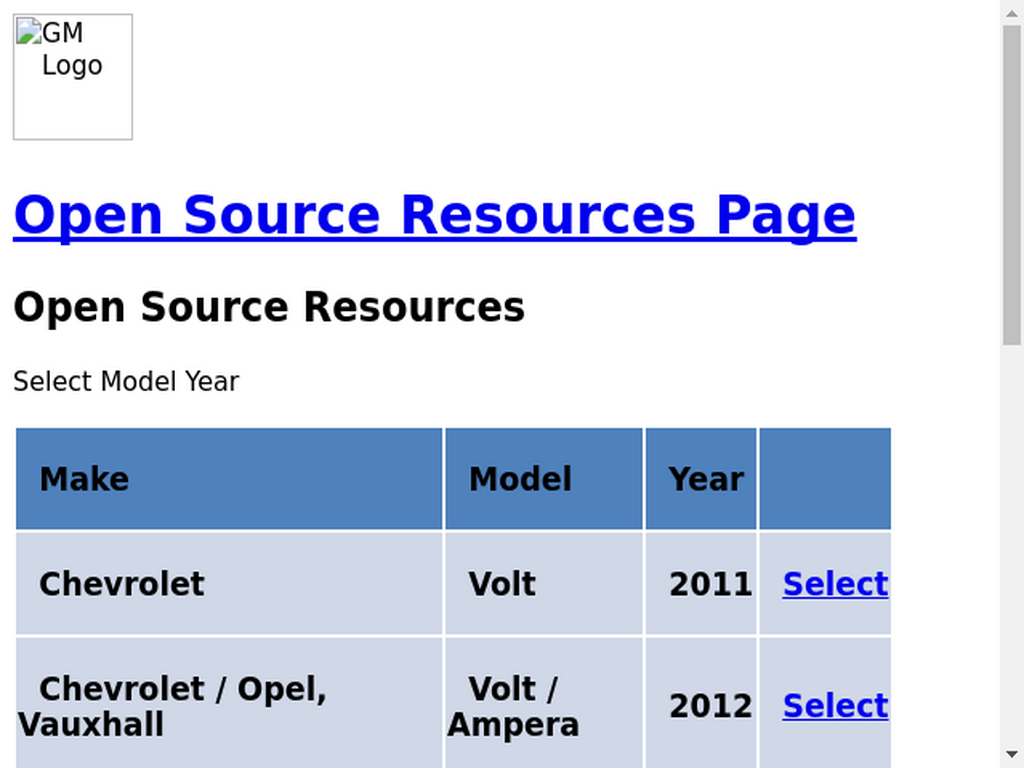 GM
Logo
Open Source Resources Page
Open Source Resources
Select Model Year
Make Model Year
Chevrolet Volt 2011 Select
Chevrolet / Opel, Vauxhall Volt / Ampera 2012 Select